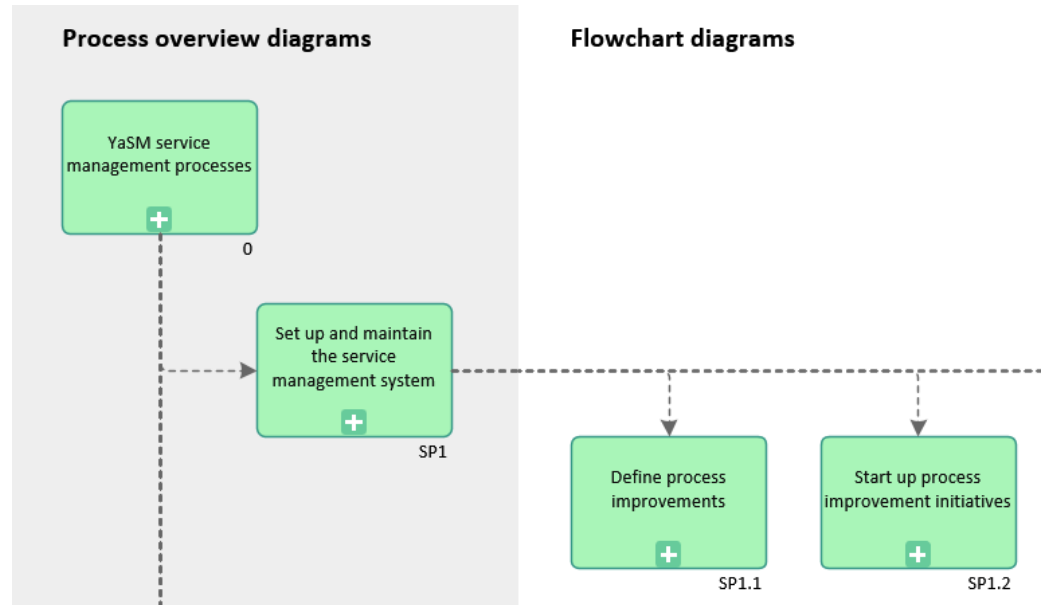 Process overview diagrams
Flowchart diagrams
YaSM service
management processes
0
Set up and maintain
the service
management system
SP1
Define process
improvements
SP1.1
Start up process
improvement initiatives
SP1.2